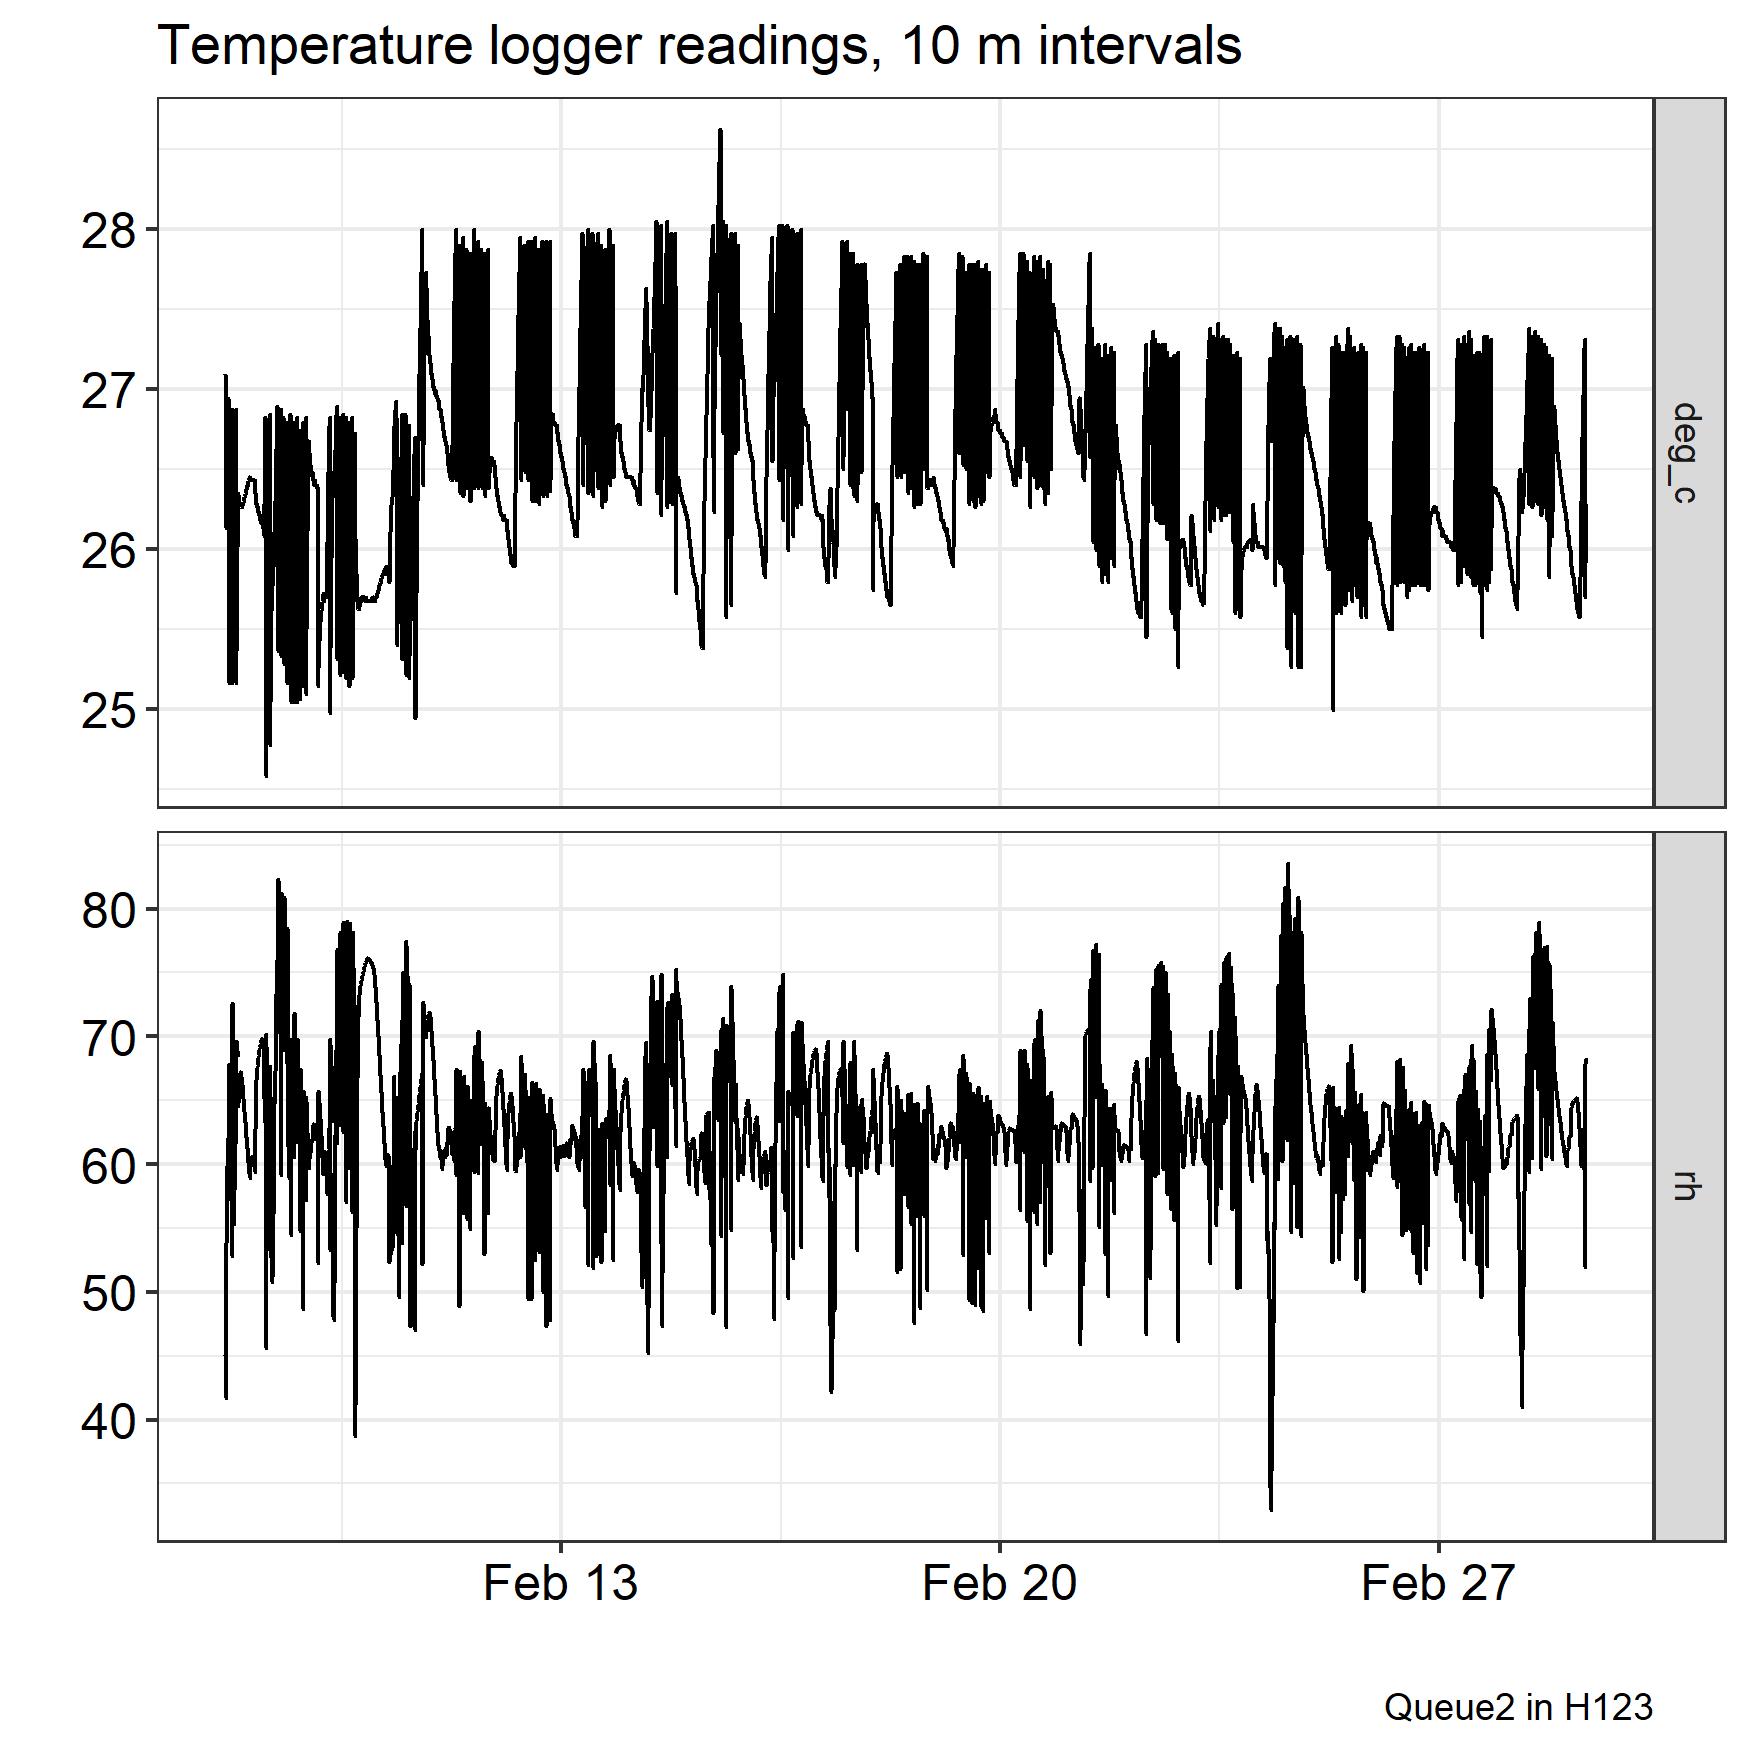 Temperature logger readings, 10 m intervals
28
27
26
25
deg_c
80
70
60
50
40
rh
Feb 13
Feb 20
Feb 27
Queue2 in H123